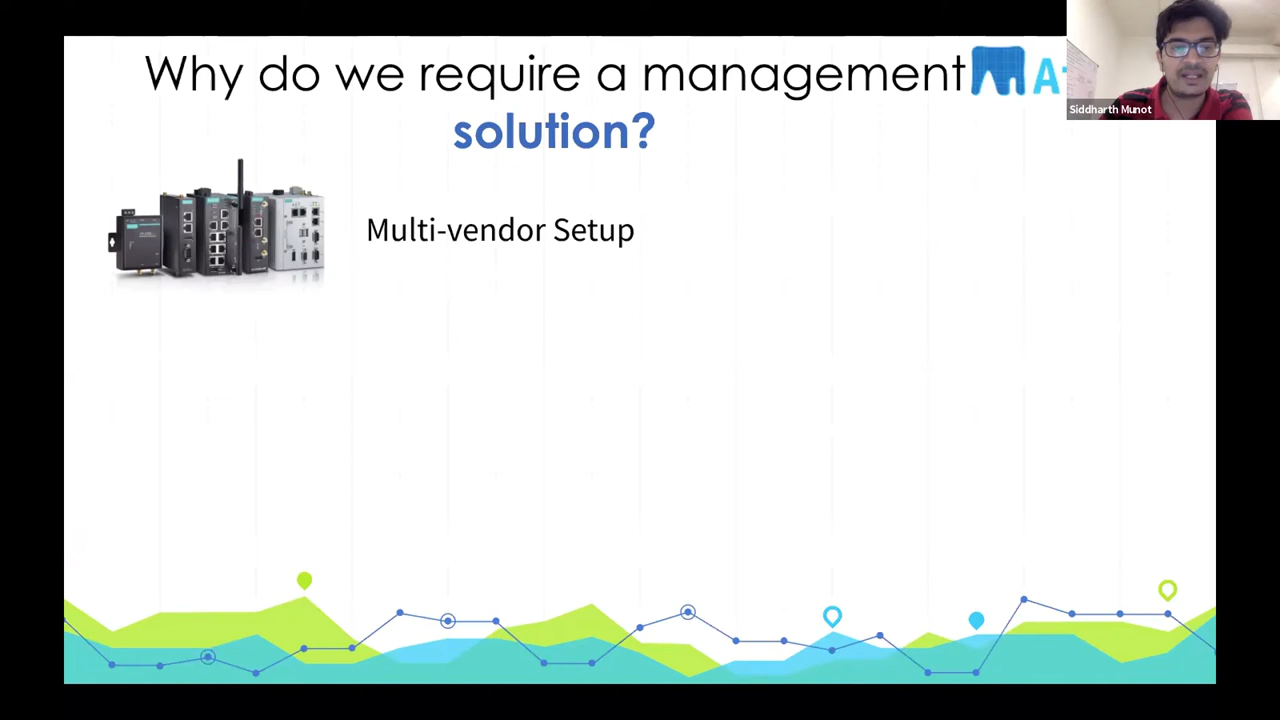 Why do we require a management
solution?
Siddharth Munot
Multi-vendor Setup